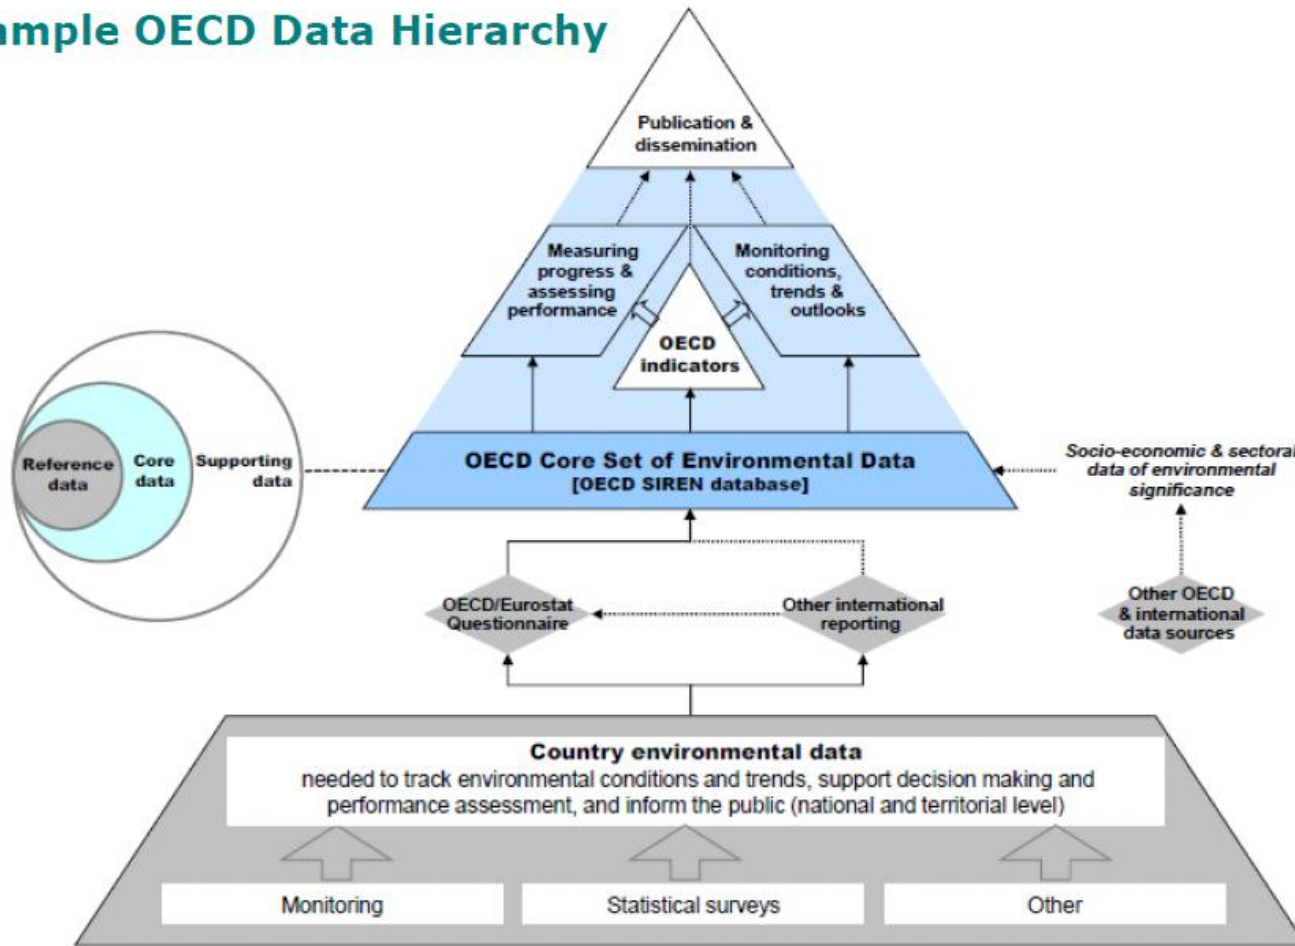 ample OECD Data Hierarchy
Publication &
dissemination
Measuring
progress &
assessing
performance
Monitoring
conditions,
trends &
outlooks
OECD
indicators
Reference
data
Core
data
Supporting
data
OECD Core Set of Environmental Data
[OECD SIREN database]
Socio-economic & sectoral
data of environmental
significance
OECD/Eurostat
Questionnaire
Other international
reporting
Other OECD
& international
data sources
Country environmental data
needed to track environmental conditions and trends, support decision making and
performance assessment, and inform the public (national and territorial level)
Monitoring
Statistical surveys
Other